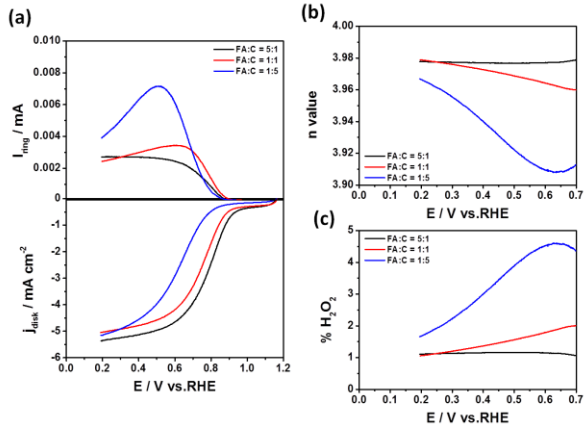 (a)
FA:C = 5:1
FA:C = 1:1
FA:C = 1:5
0.010
0.008
0.006
0.004
0.002
0
-1
-2
-3
-4
-5
-6
I ring / mA
j disk / mA cm-2
0.0 0.2 0.4 0.6 0.8 1.0 1.2
E / V vs.RHE
(b)
4.00
3.98
3.96
3.94
3.92
3.90
n value
FA:C = 5:1
FA:C = 1:1
FA:C = 1:5
0.0 0.1 0.2 0.3 0.4 0.5 0.6 0.7
E / V vs.RHE
(c)
5
4
3
2
1
0
% H2O2
FA:C = 5:1
FA:C = 1:1
FA:C = 1:5
0.0 0.1 0.2 0.3 0.4 0.5 0.6 0.7
E / V vs.RHE